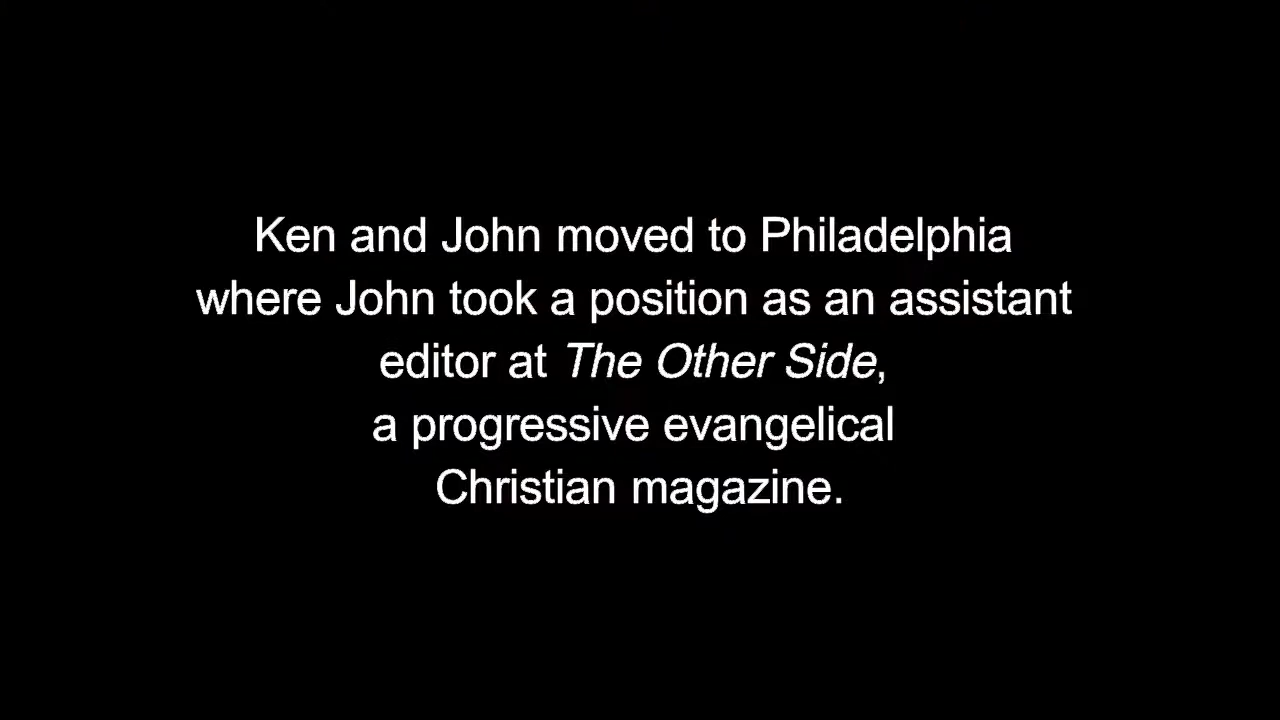 Ken and John moved to Philadelphia
where John took a position as an assistant
editor at The Other Side,
a progressive evangelical
Christian magazine.